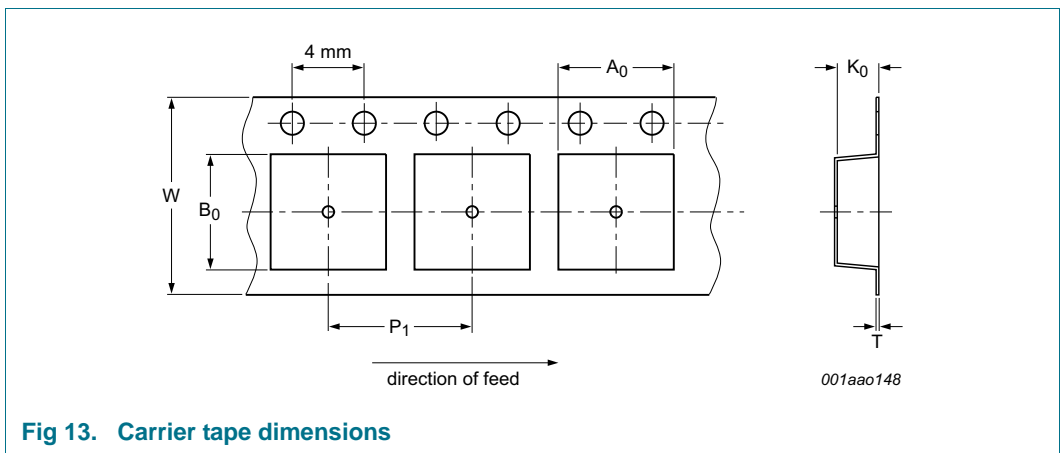 4 mm
A0
K0
W
B0
P1
T
direction of feed
001aao148
Fig 13. Carrier tape dimensions